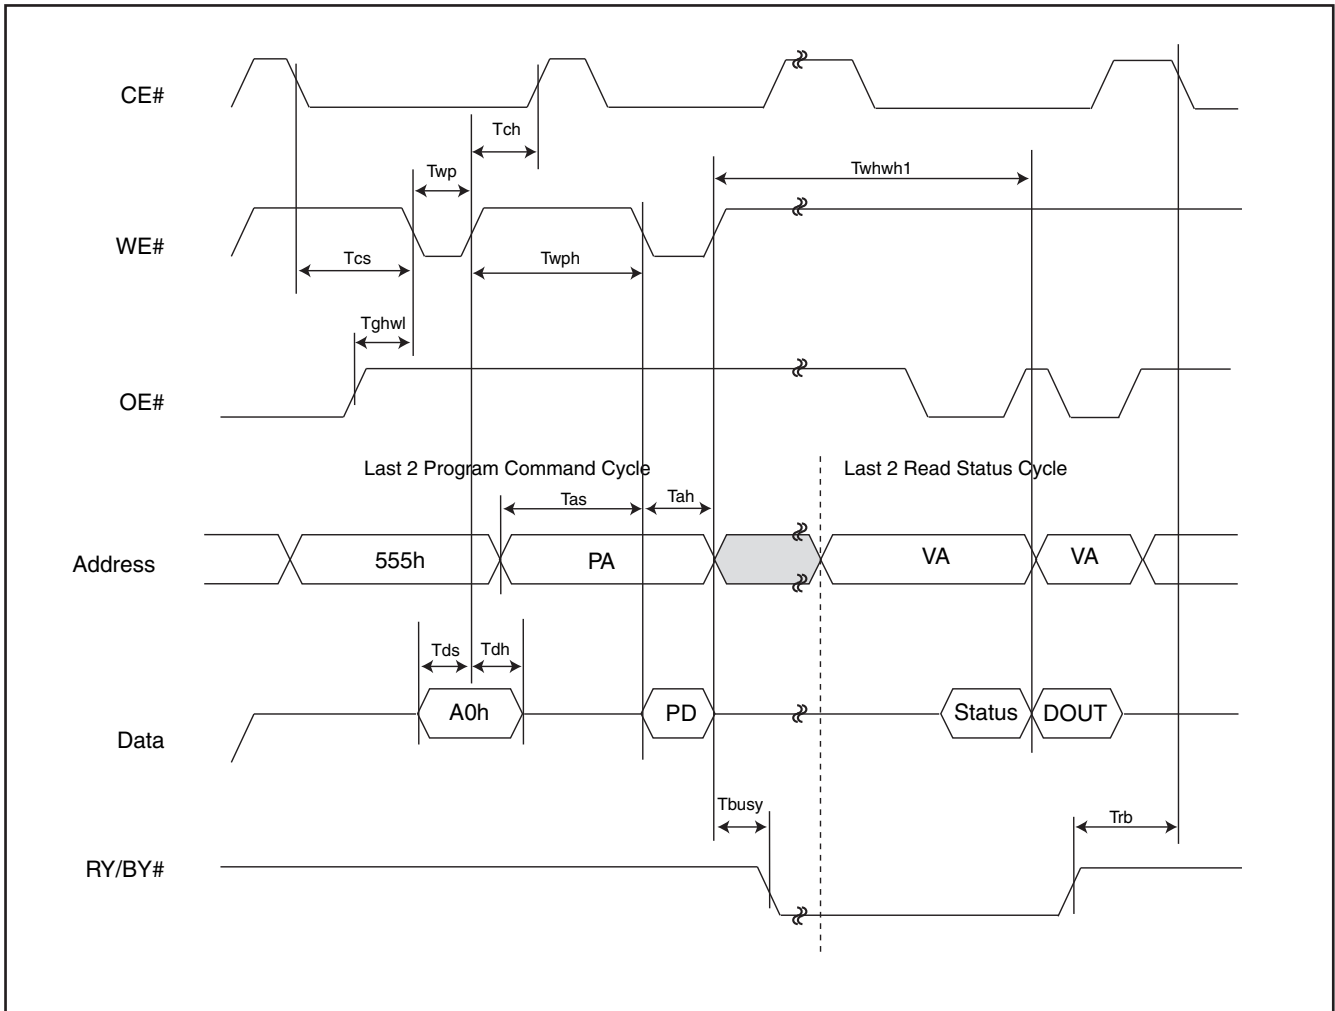 CE#
Tch
Twp
Twhwh1
WE#
Tcs
Twph
Tghwl
OE#
Last 2 Program Command Cycle
Last 2 Read Status Cycle
Tas
Tah
Address
555h
PA
VA
VA
Tds
Tdh
A0h
PD
Status
DOUT
Data
Tbusy
Trb
RY/BY#